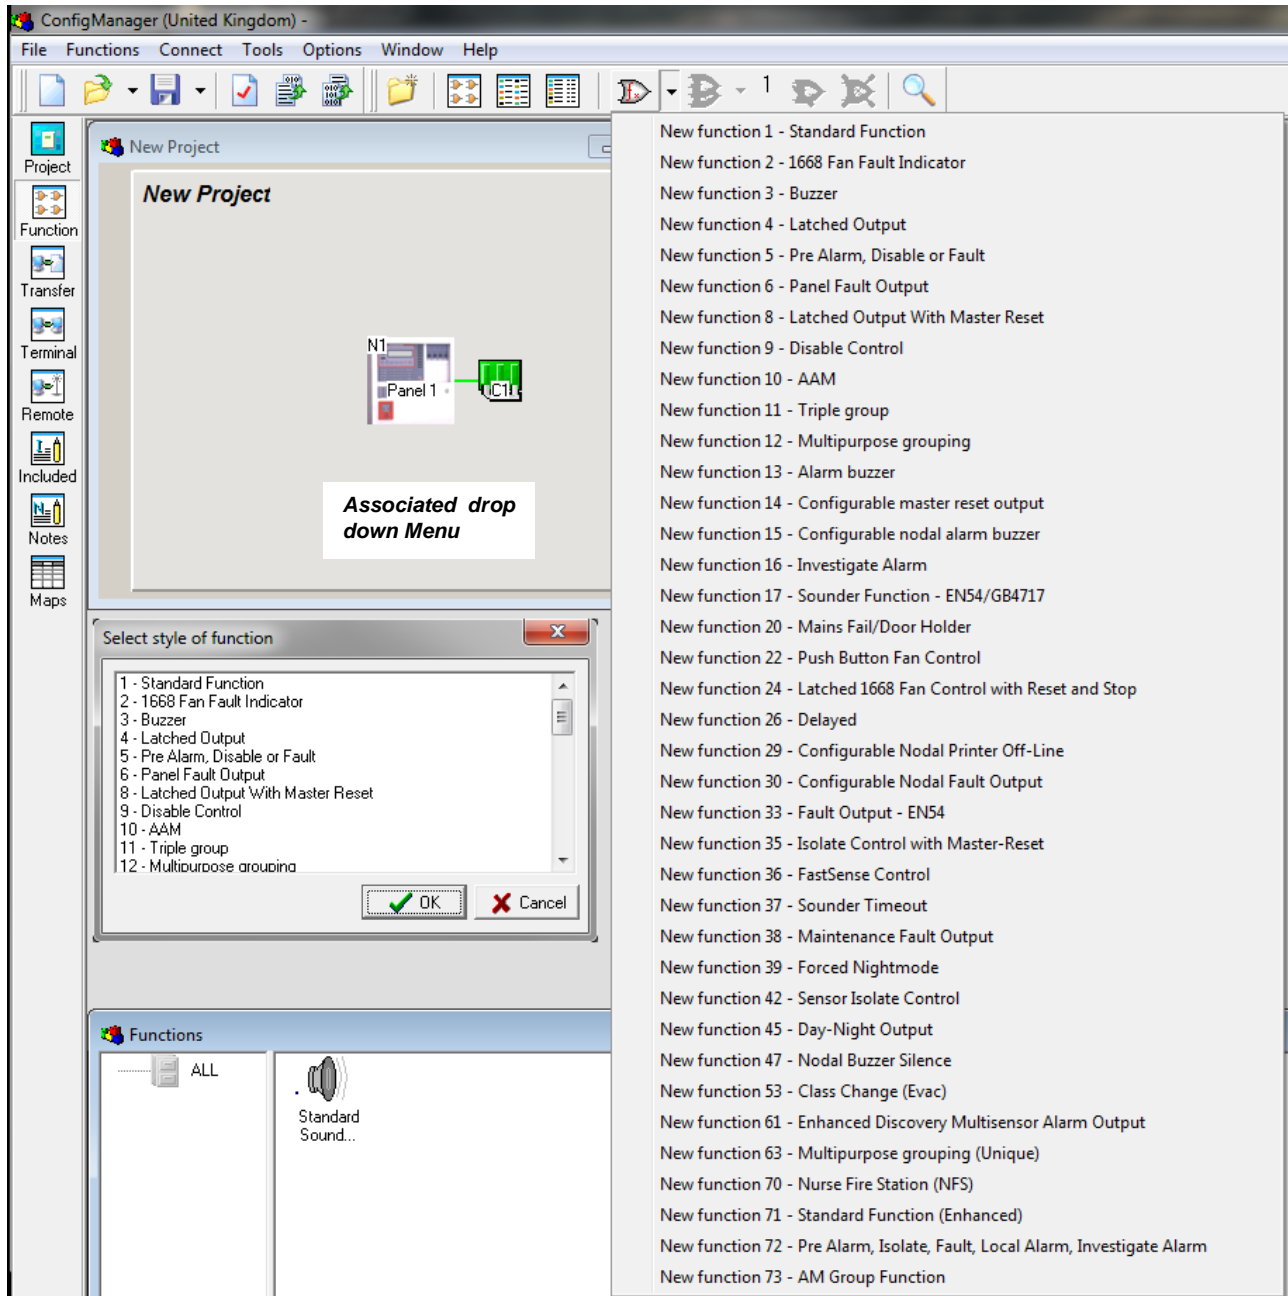 ConfigManager (United Kingdom) -
File Functions Connect Tools Options Window Help
1
Project
Function
Transfer
Terminal
Remote
Included
Notes
Maps
New Project
New Project
N1
Panel 1
C1
Associated drop
down Menu
Select style of function
1 - Standard Function
2 - 1668 Fan Fault Indicator
3 - Buzzer
4 - Latched Output
5 - Pre Alarm, Disable or Fault
6 - Panel Fault Output
8 - Latched Output With Master Reset
9 - Disable Control
10 - AAM
11 - Triple group
12 - Multipurpose grouping
OK
Cancel
Functions
ALL
Standard
Sound...
New function 1 - Standard Function
New function 2 - 1668 Fan Fault Indicator
New function 3 - Buzzer
New function 4 - Latched Output
New function 5 - Pre Alarm, Disable or Fault
New function 6 - Panel Fault Output
New function 8 - Latched Output With Master Reset
New function 9 - Disable Control
New function 10 - AAM
New function 11 - Triple group
New function 12 - Multipurpose grouping
New function 13 - Alarm buzzer
New function 14 - Configurable master reset output
New function 15 - Configurable nodal alarm buzzer
New function 16 - Investigate Alarm
New function 17 - Sounder Function - EN54/GB4717
New function 20 - Mains Fail/Door Holder
New function 22 - Push Button Fan Control
New function 24 - Latched 1668 Fan Control with Reset and Stop
New function 26 - Delayed
New function 29 - Configurable Nodal Printer Off-Line
New function 30 - Configurable Nodal Fault Output
New function 33 - Fault Output - EN54
New function 35 - Isolate Control with Master-Reset
New function 36 - FastSense Control
New function 37 - Sounder Timeout
New function 38 - Maintenance Fault Output
New function 39 - Forced Nightmode
New function 42 - Sensor Isolate Control
New function 45 - Day-Night Output
New function 47 - Nodal Buzzer Silence
New function 53 - Class Change (Evac)
New function 61 - Enhanced Discovery Multisensor Alarm Output
New function 63 - Multipurpose grouping (Unique)
New function 70 - Nurse Fire Station (NFS)
New function 71 - Standard Function (Enhanced)
New function 72 - Pre Alarm, Isolate, Fault, Local Alarm, Investigate Alarm
New function 73 - AM Group Function